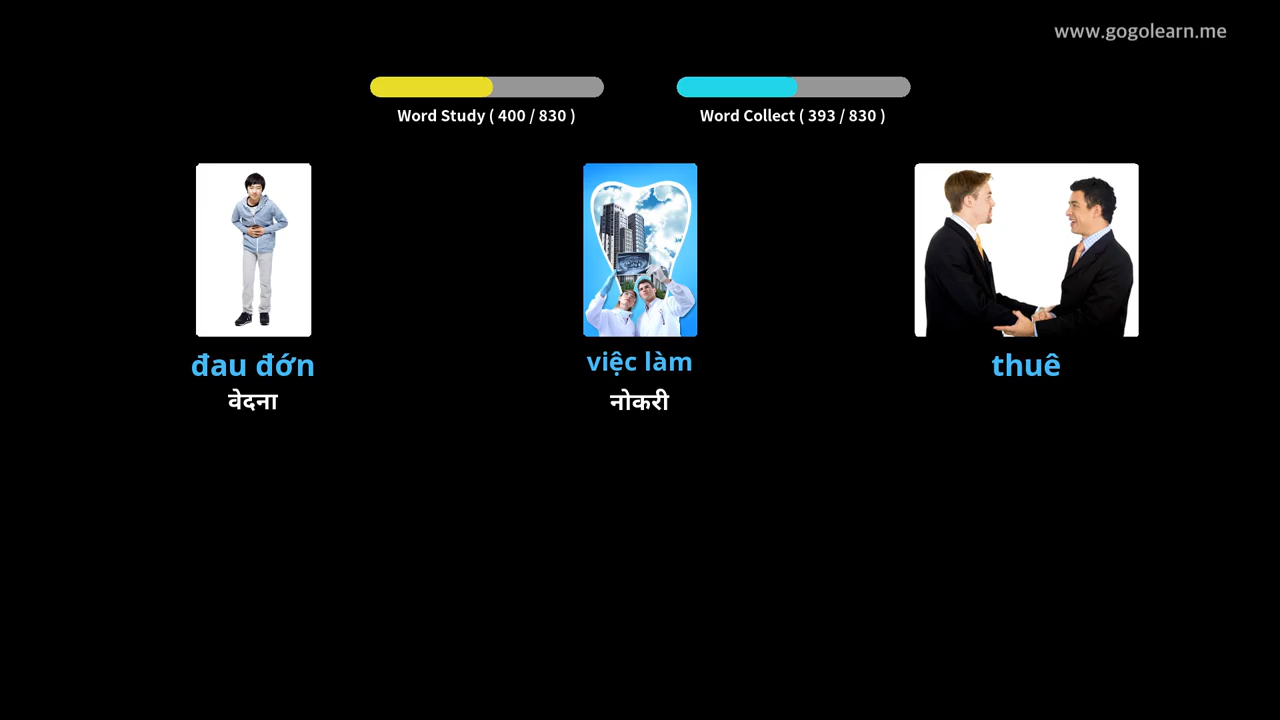 www.gogolearn.me
Word Study ( 400 / 830 )
Word Collect ( 393 / 830 )
đau đớn
việc làm
thuê
वेदना
नोकरी